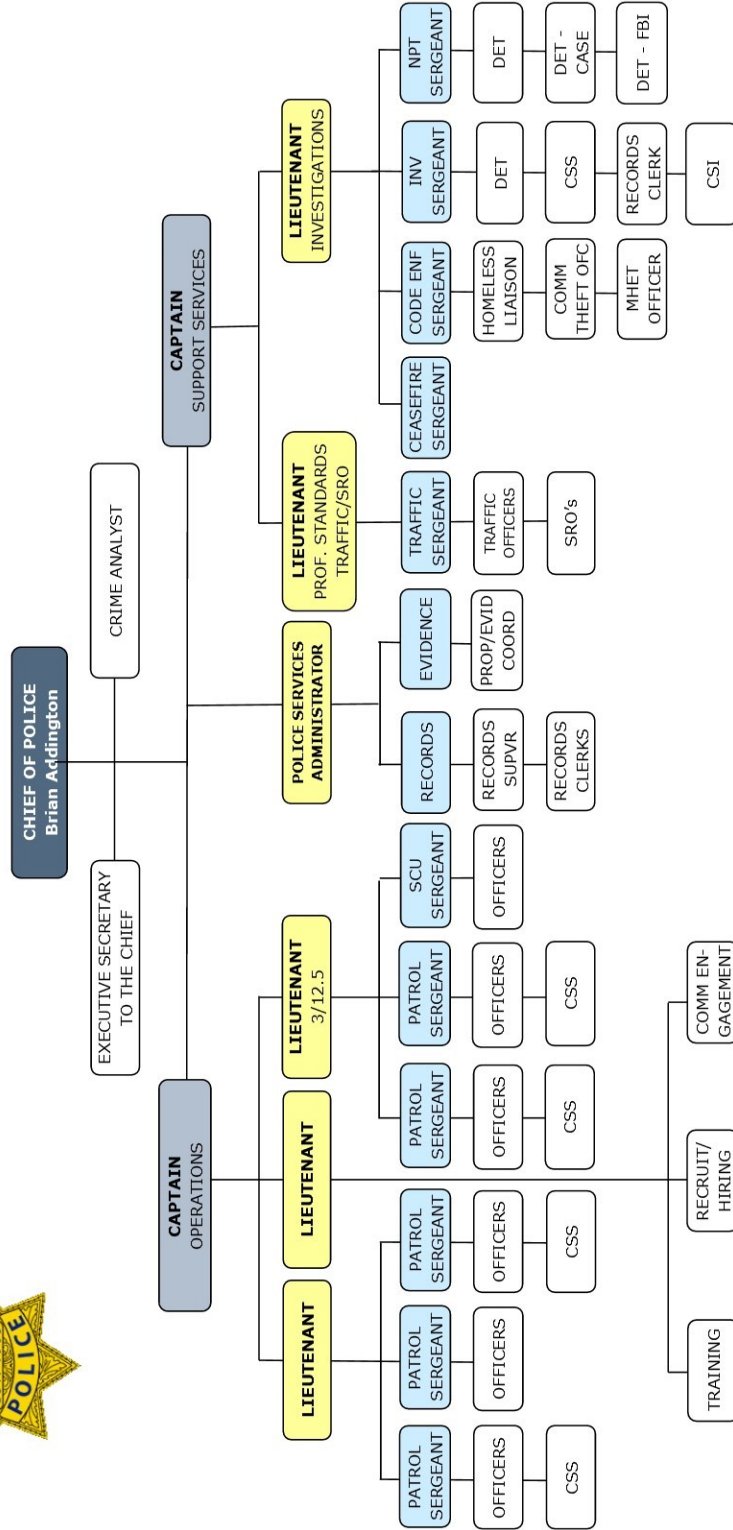 POLICE
CHIEF OF POLICE
Brian Addington
EXECUTIVE SECRETARY
TO THE CHIEF
CRIME ANALYST
CAPTAIN
OPERATIONS
CAPTAIN
SUPPORT SERVICES
LIEUTENANT
LIEUTENANT
LIEUTENANT
3/12.5
POLICE SERVICES
ADMINISTRATOR
LIEUTENANT
PROF. STANDARDS
TRAFFIC/SRO
LIEUTENANT
INVESTIGATIONS
PATROL
SERGEANT
OFFICERS
CSS
PATROL
SERGEANT
OFFICERS
PATROL
SERGEANT
OFFICERS
CSS
PATROL
SERGEANT
OFFICERS
CSS
PATROL
SERGEANT
OFFICERS
CSS
SCU
SERGEANT
OFFICERS
RECORDS
RECORDS
SUPVR
RECORDS
CLERKS
EVIDENCE
PROP/EVID
COORD
TRAFFIC
SERGEANT
TRAFFIC
OFFICERS
SRO's
CEASEFIRE
SERGEANT
CODE ENF
SERGEANT
HOMELESS
LIAISON
COMM
THEFT OFC
MHET
OFFICER
INV
SERGEANT
DET
CSS
RECORDS
CLERK
CSI
NPT
SERGEANT
DET
DET -
CASE
DET - FBI
TRAINING
RECRUIT/
HIRING
COMM EN-
GAGEMENT